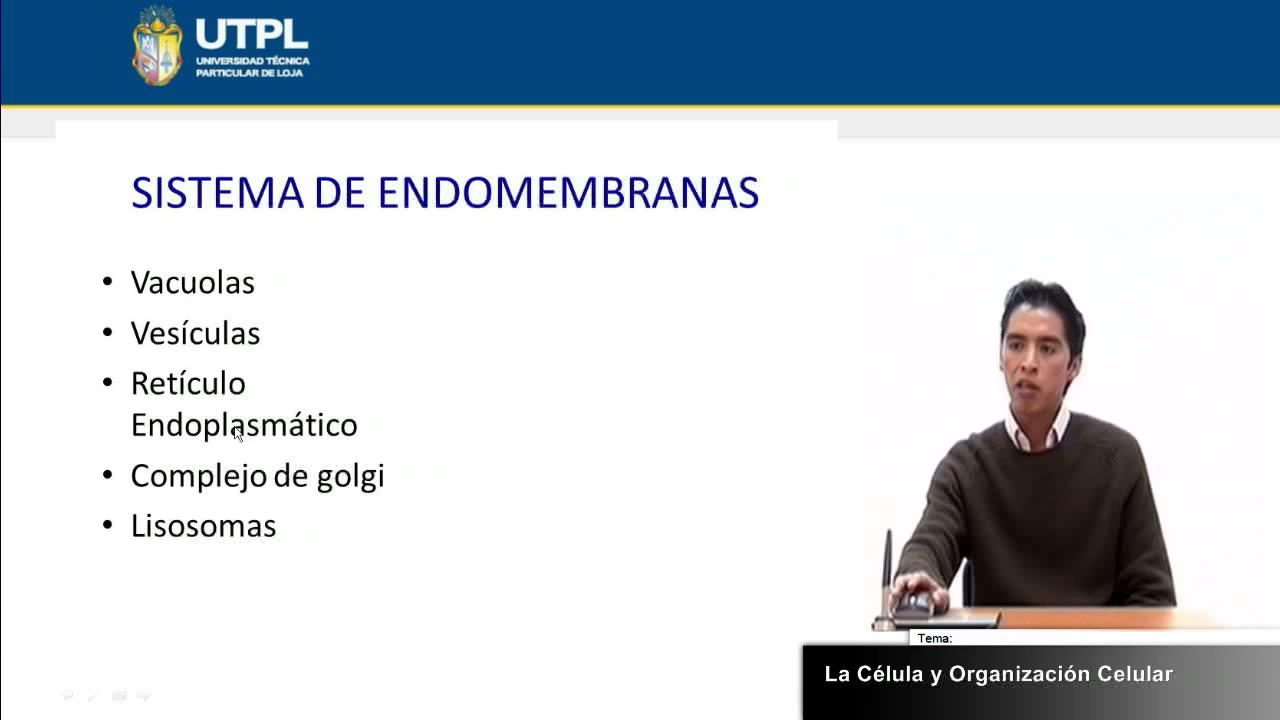 UTPL
UNIVERSIDAD TÉCNICA
PARTICULAR DE LOJA
SISTEMA DE ENDOMEMBRANAS
• Vacuolas
• Vesículas
• Retículo
Endoplasmático
• Complejo de golgi
• Lisosomas
Tema:
La Célula y Organización Celular